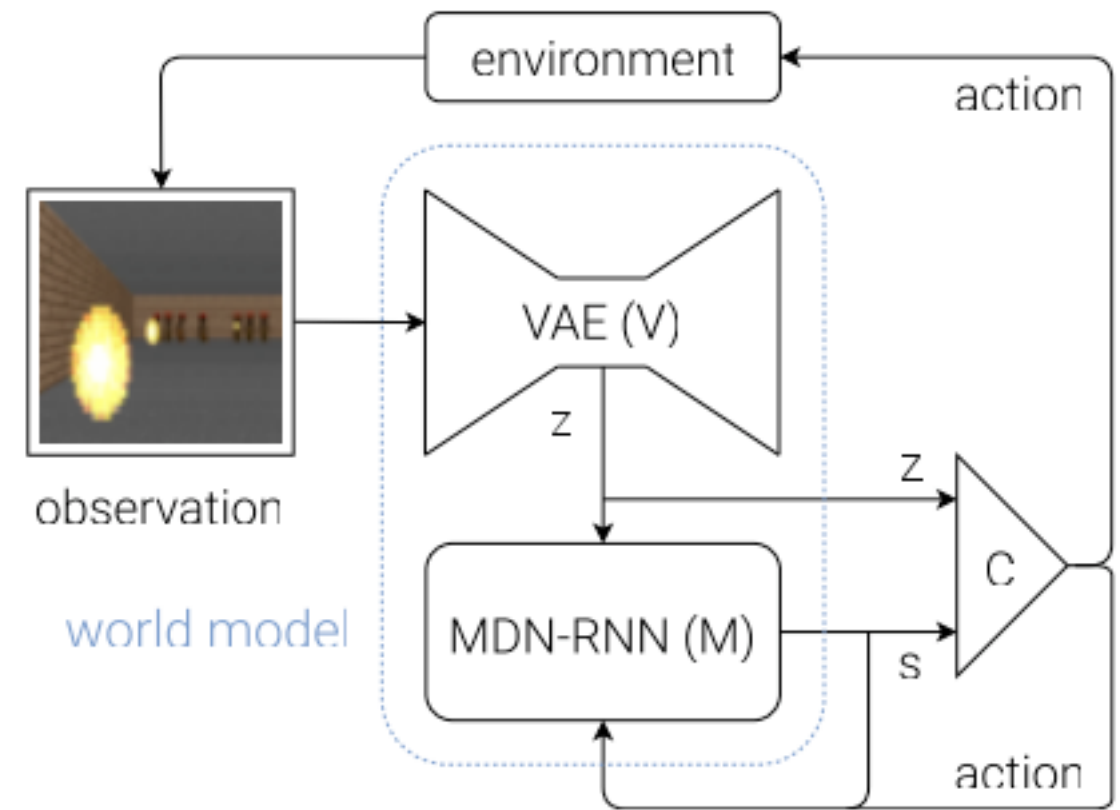 environment
action
VAE (V)
z
observation
z
C
world model
MDN-RNN (M)
s
action